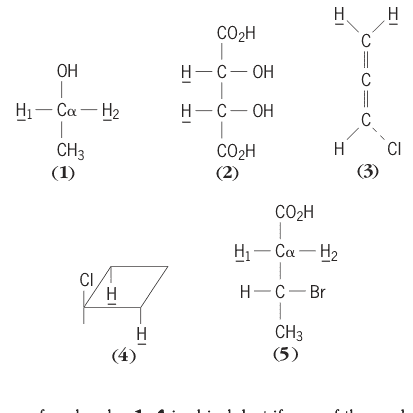 OH
H1—Cα—H2
CH3
(1)
CO2H
H—C—OH
H—C—OH
CO2H
(2)
H H
C
C
C
H Cl
(3)
Cl
H
H
(4)
CO2H
H1—Cα—H2
H—C—Br
CH3
(5)